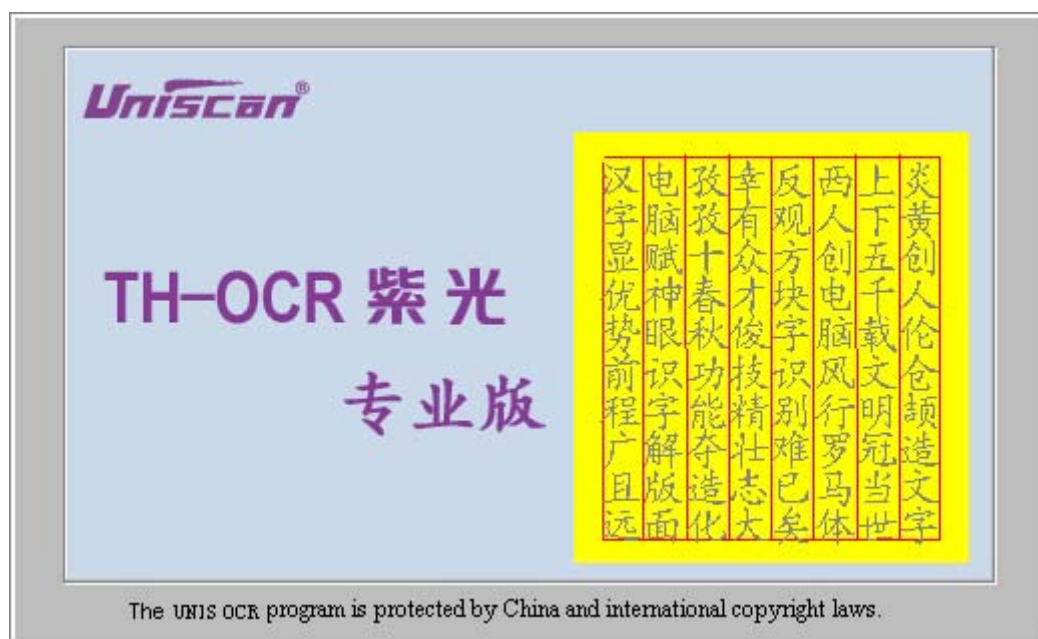 Uniscan®
TH-OCR 紫光
专业版
炎黄创人伦仓颉造文字
上下五千载文明冠当世
西人创电脑风行罗马体
反观方块字识别难已矣
幸有众才俊技精壮志大
孜孜十春秋功能夺造化
电脑赋神眼识字解版面
汉字显优势前程广且远
The UNIS OCR program is protected by China and international copyright laws.